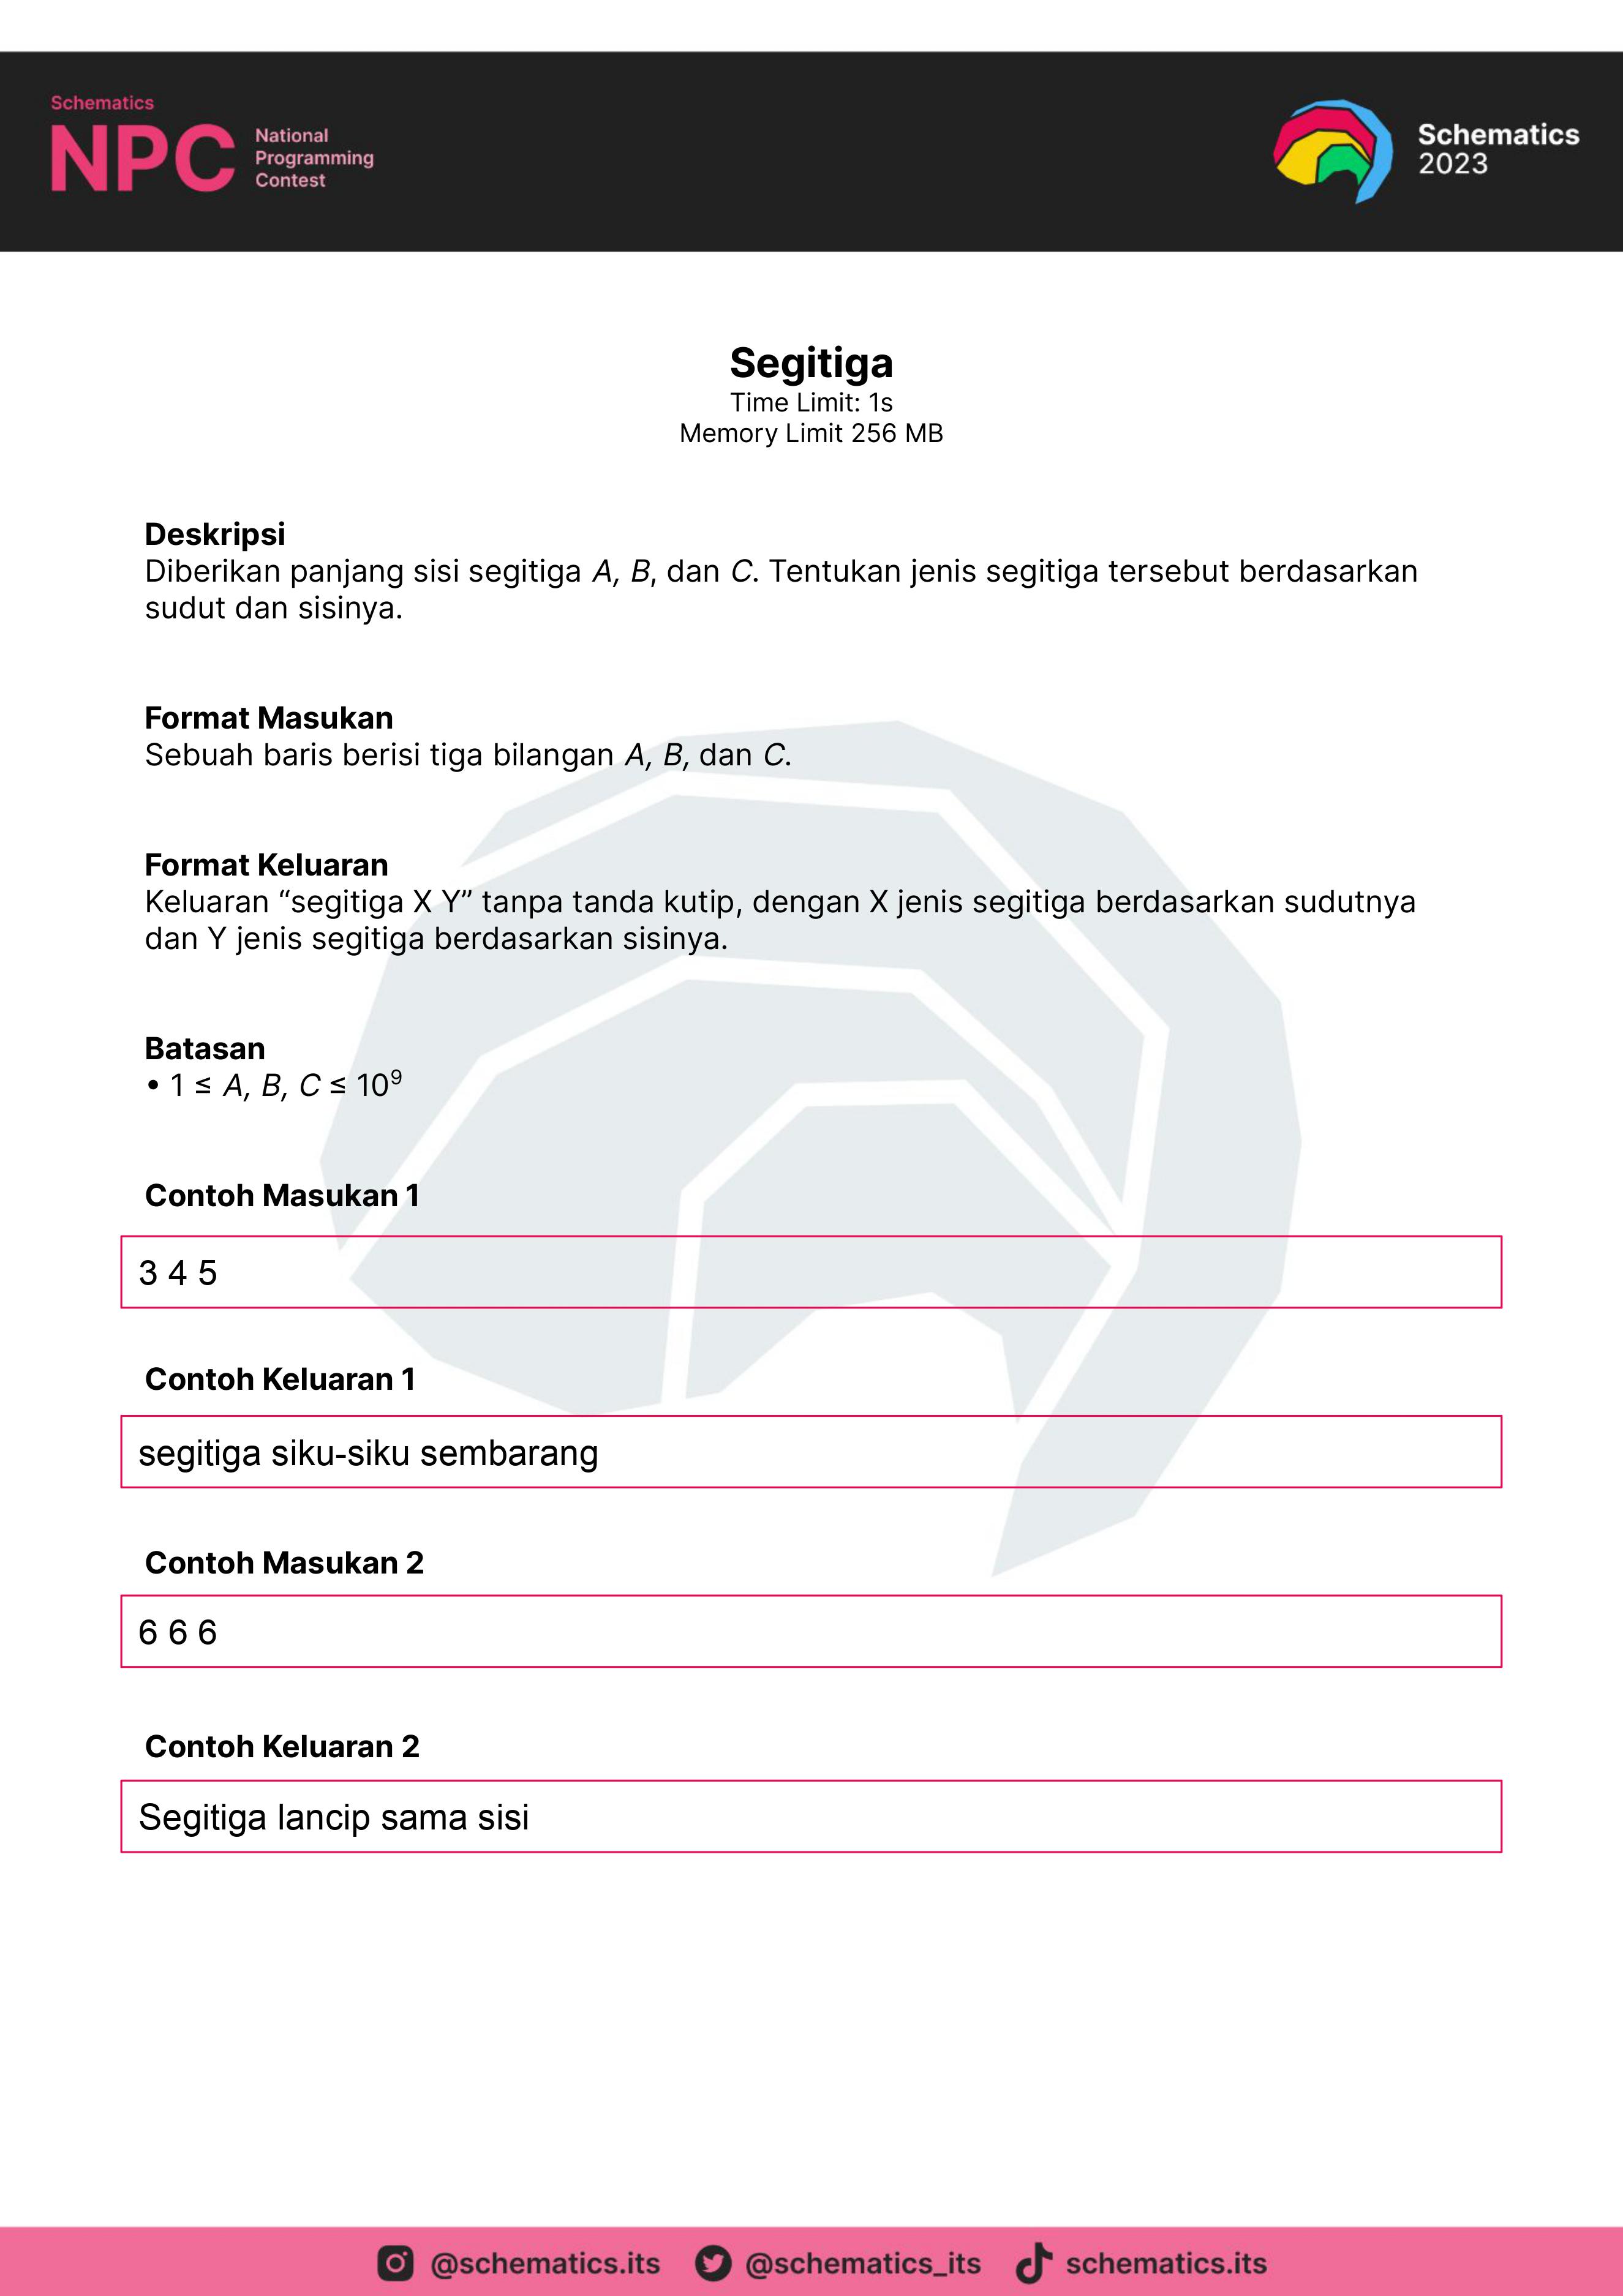 Schematics
NPC
National
Programming
Contest
Schematics
2023
Segitiga
Time Limit: 1s
Memory Limit 256 MB
Deskripsi
Diberikan panjang sisi segitiga A, B, dan C. Tentukan jenis segitiga tersebut berdasarkan
sudut dan sisinya.
Format Masukan
Sebuah baris berisi tiga bilangan A, B, dan C.
Format Keluaran
Keluaran “segitiga X Y” tanpa tanda kutip, dengan X jenis segitiga berdasarkan sudutnya
dan Y jenis segitiga berdasarkan sisinya.
Batasan
• 1 ≤ A, B, C ≤ 10⁹
Contoh Masukan 1
3 4 5
Contoh Keluaran 1
segitiga siku-siku sembarang
Contoh Masukan 2
6 6 6
Contoh Keluaran 2
Segitiga lancip sama sisi
@schematics.its @schematics_its schematics.its